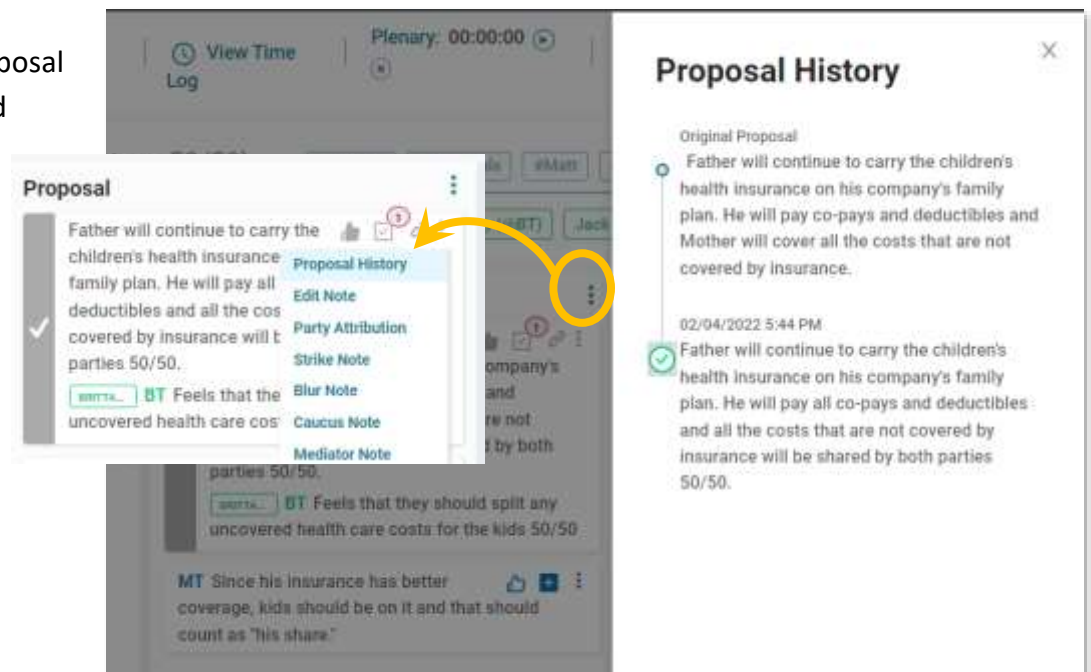 posal
d
View Time
Log
Plenary: 00:00:00
#Matt
BT)
Jack
Proposal
Father will continue to carry the
children's health insurance
family plan. He will pay all
deductibles and all the cos
covered by insurance will b
parties 50/50.
BT Feels that the
uncovered health care cos
1
Proposal History
Edit Note
Party Attribution
Strike Note
Blur Note
Caucus Note
Mediator Note
1
ompany's
and
re not
d by both
parties 50/50.
BT Feels that they should split any
uncovered health care costs for the kids 50/50
MT Since his insurance has better
coverage, kids should be on it and that should
count as "his share."
Proposal History
Original Proposal
Father will continue to carry the children's
health insurance on his company's family
plan. He will pay co-pays and deductibles and
Mother will cover all the costs that are not
covered by insurance.
02/04/2022 5:44 PM
Father will continue to carry the children's
health insurance on his company's family
plan. He will pay all co-pays and deductibles
and all the costs that are not covered by
insurance will be shared by both parties
50/50.